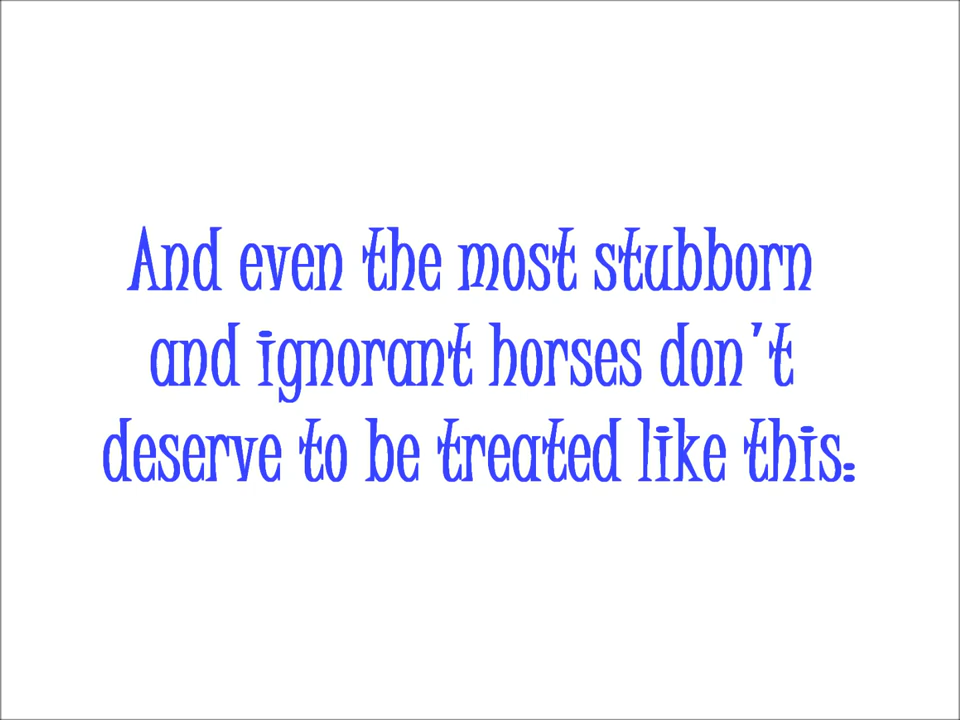 And even the most stubborn
and ignorant horses don't
deserve to be treated like this: